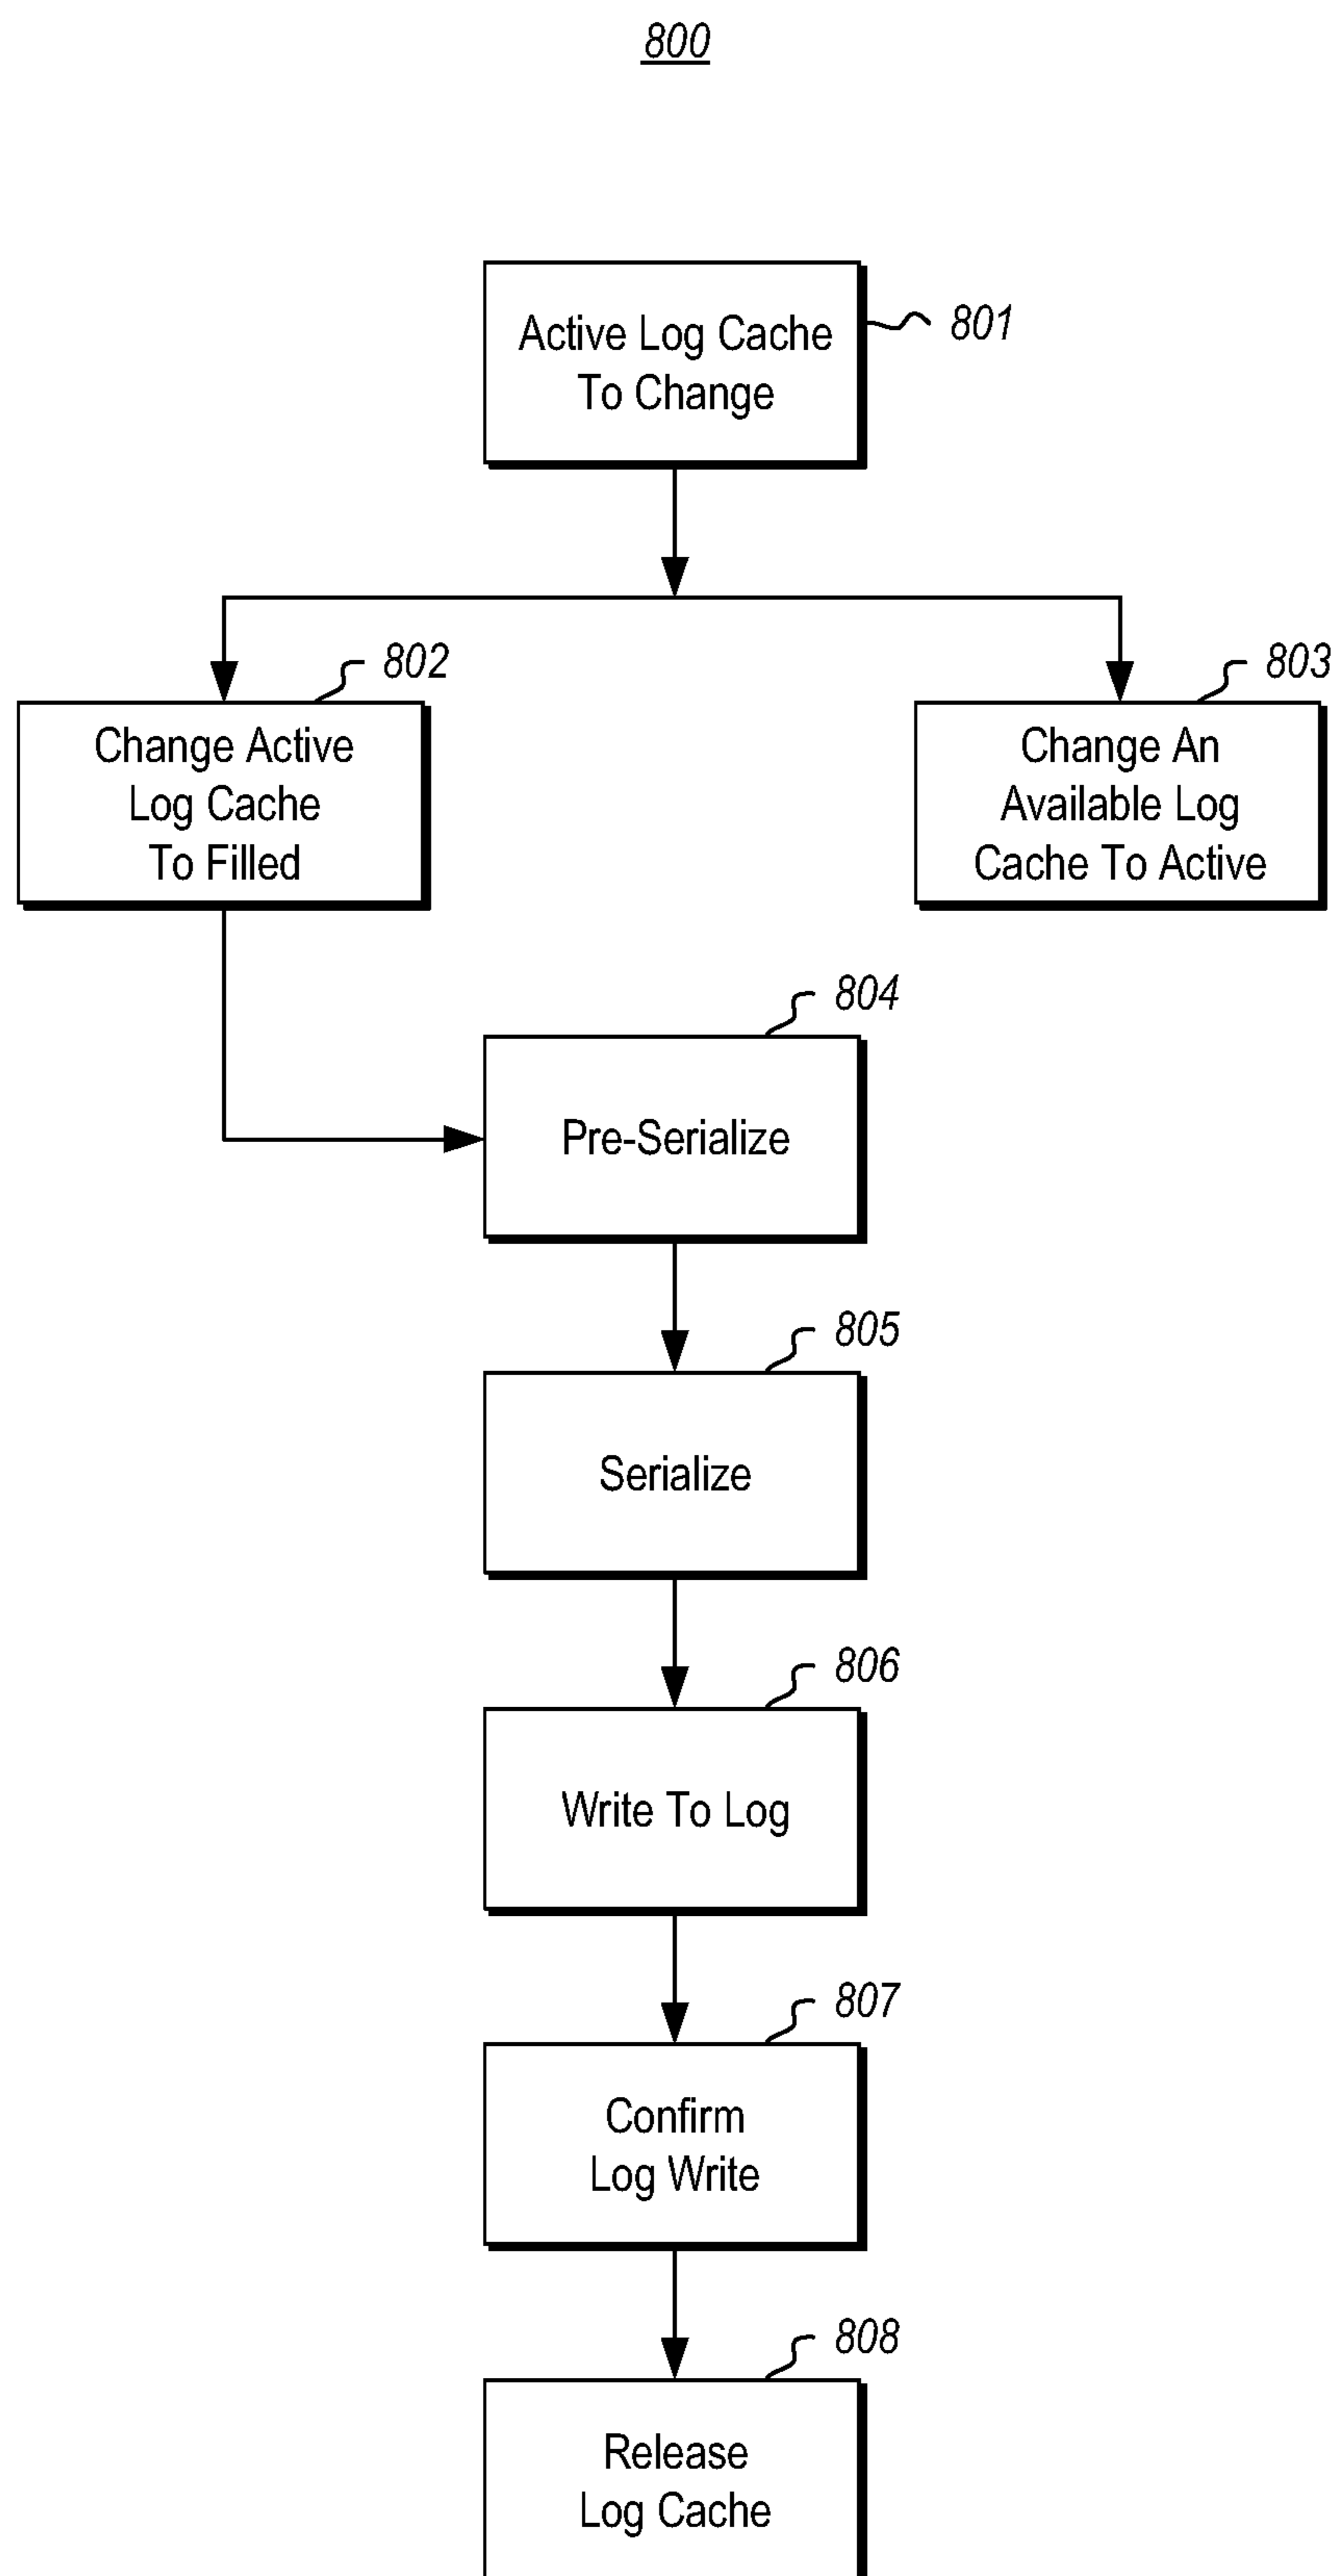 800
Active Log Cache
To Change
801
802
Change Active
Log Cache
To Filled
803
Change An
Available Log
Cache To Active
804
Pre-Serialize
805
Serialize
806
Write To Log
807
Confirm
Log Write
808
Release
Log Cache